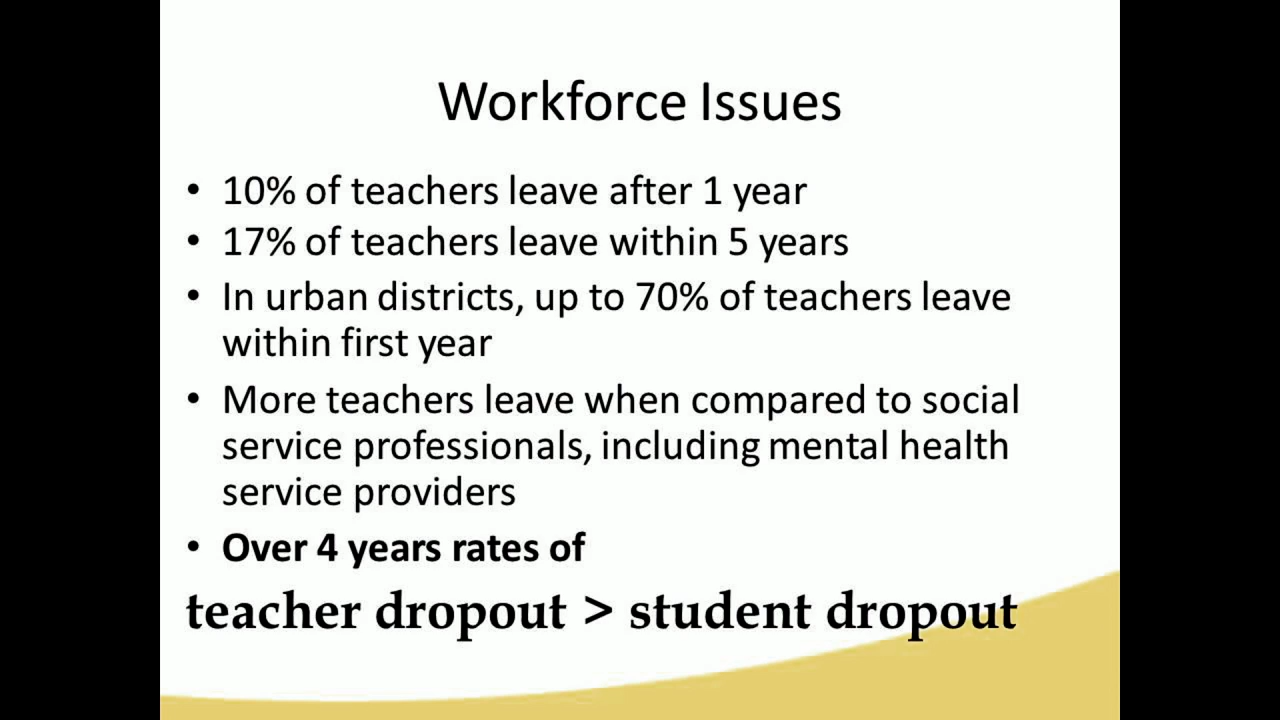 Workforce Issues
• 10% of teachers leave after 1 year
• 17% of teachers leave within 5 years
• In urban districts, up to 70% of teachers leave
within first year
• More teachers leave when compared to social
service professionals, including mental health
service providers
• Over 4 years rates of
teacher dropout > student dropout